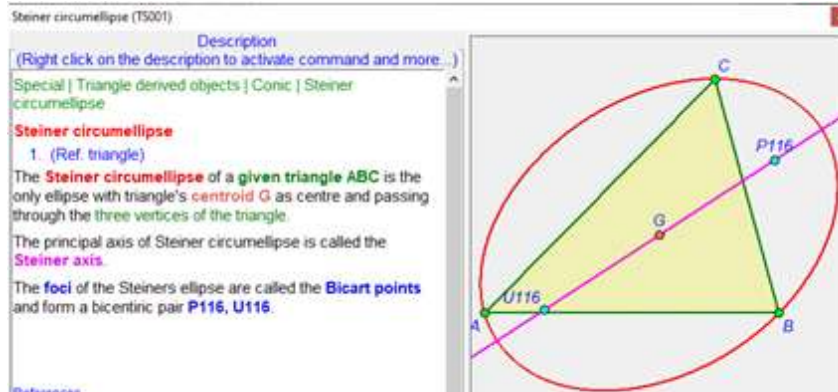 Steiner circumellipse (TS001)
Description
(Right click on the description to activate command and more...)
Special | Triangle derived objects | Conic | Steiner
circumellipse
Steiner circumellipse
1. (Ref. triangle)
The Steiner circumellipse of a given triangle ABC is the
only ellipse with triangle's centroid G as centre and passing
through the three vertices of the triangle.
The principal axis of Steiner circumellipse is called the
Steiner axis.
The foci of the Steiners ellipse are called the Bicart points
and form a bicentric pair P116, U116.
C
P116
G
U116
A
B